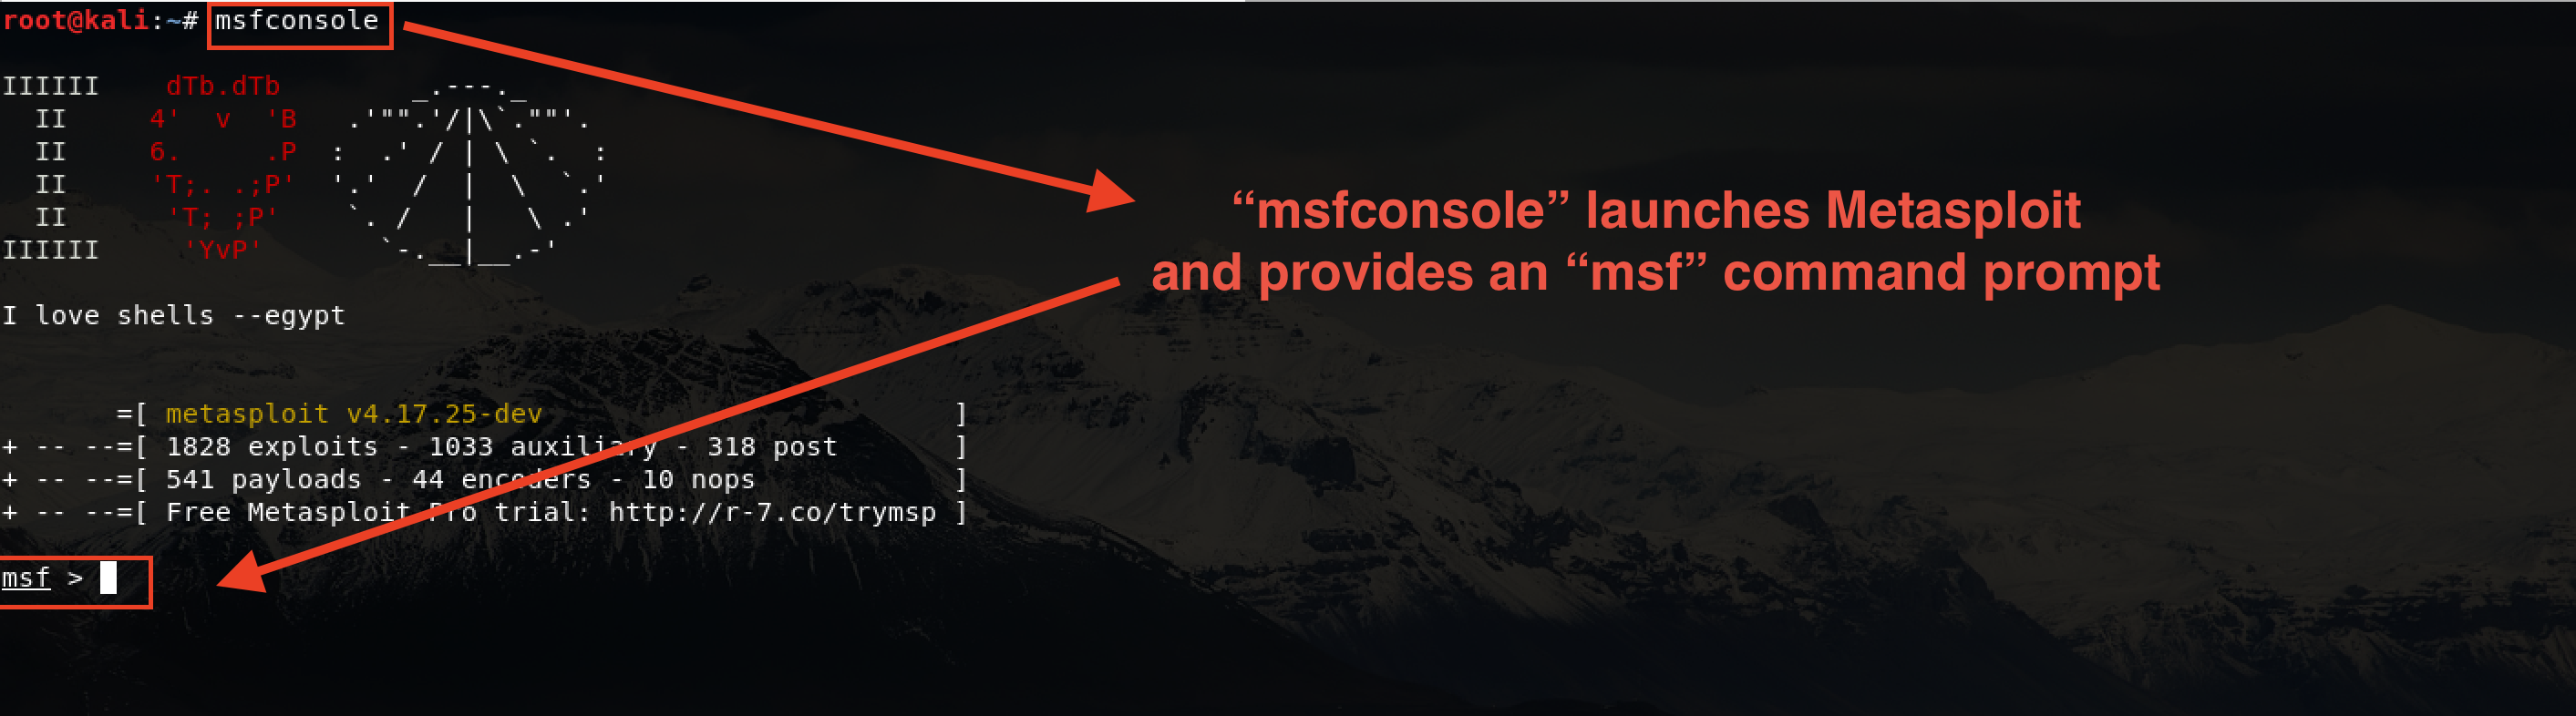 root@kali:~# msfconsole
IIIIII    dTb.dTb        _.---._
  II     4'  v  'B   .'"".'/|\`.""'.
  II     6.     .P  :  .' / | \ `.  :
  II     'T;. .;P'  '.'  /  |  \  `.'
  II      'T; ;P'    `. /   |   \ .'
IIIIII     'YvP'       `-.__|__.-'
“msfconsole” launches Metasploit
and provides an “msf” command prompt
I love shells --egypt
       =[ metasploit v4.17.25-dev                         ]
+ -- --=[ 1828 exploits - 1033 auxiliary - 318 post       ]
+ -- --=[ 541 payloads - 44 encoders - 10 nops            ]
+ -- --=[ Free Metasploit Pro trial: http://r-7.co/trymsp ]
msf >